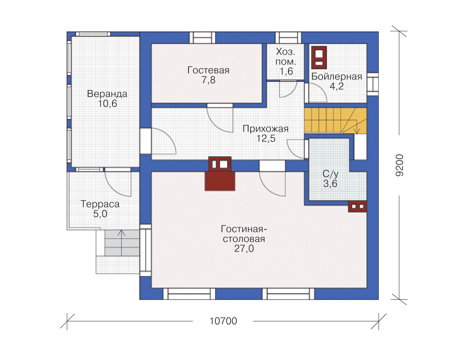 Хоз.
пом.
1,6
Гостевая
7,8
Бойлерная
4,2
Веранда
10,6
Прихожая
12,5
С/у
3,6
Терраса
5,0
Гостиная-
столовая
27,0
9200
10700